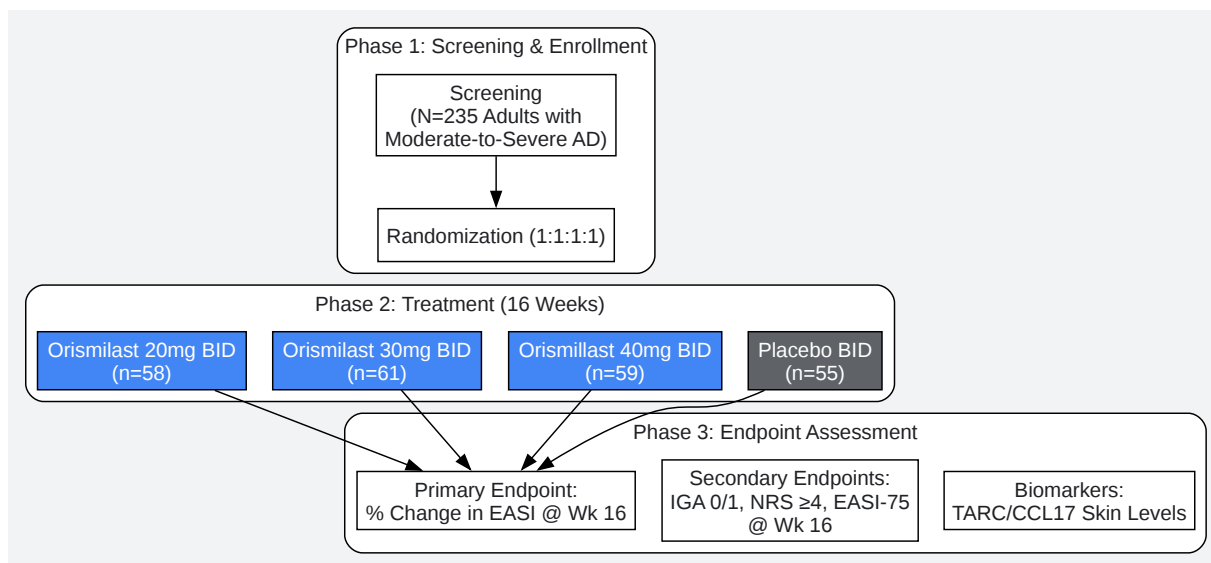 Phase 1: Screening & Enrollment
Screening
(N=235 Adults with
Moderate-to-Severe AD)
Randomization (1:1:1:1)
Phase 2: Treatment (16 Weeks)
Orismilast 20mg BID
(n=58)
Orismilast 30mg BID
(n=61)
Orismillast 40mg BID
(n=59)
Placebo BID
(n=55)
Phase 3: Endpoint Assessment
Primary Endpoint:
% Change in EASI @ Wk 16
Secondary Endpoints:
IGA 0/1, NRS ≥4, EASI-75
@ Wk 16
Biomarkers:
TARC/CCL17 Skin Levels